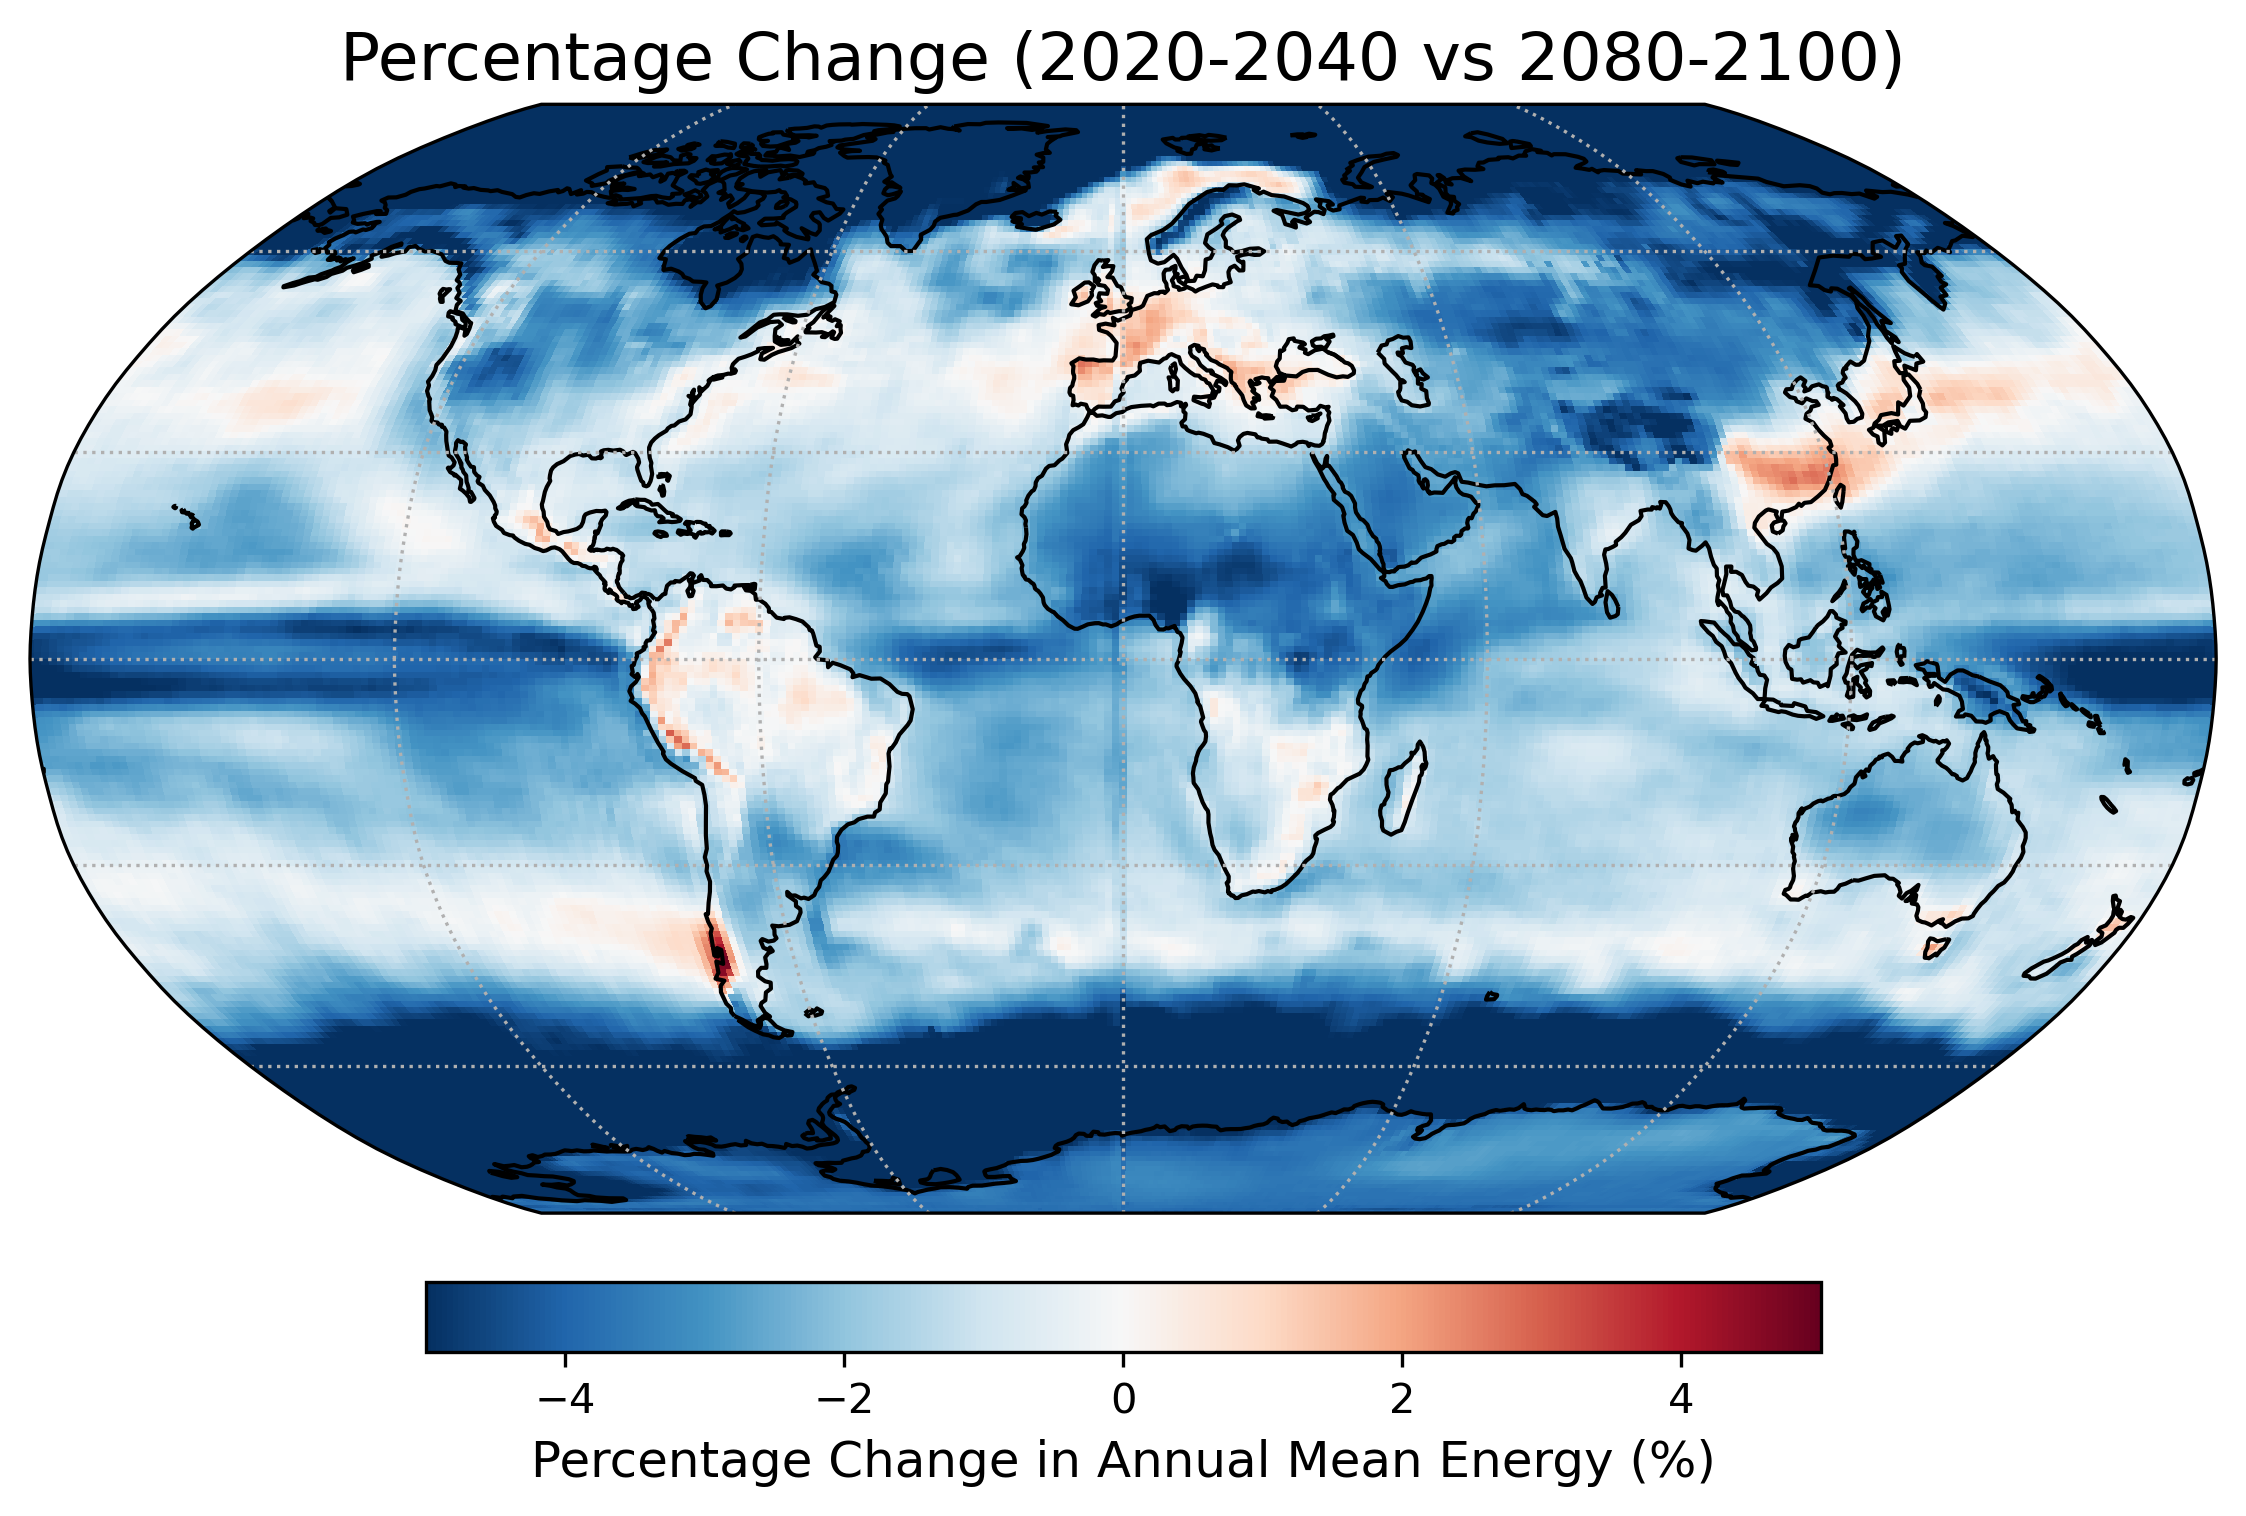 Percentage Change (2020-2040 vs 2080-2100)
−4 −2 0 2 4
Percentage Change in Annual Mean Energy (%)